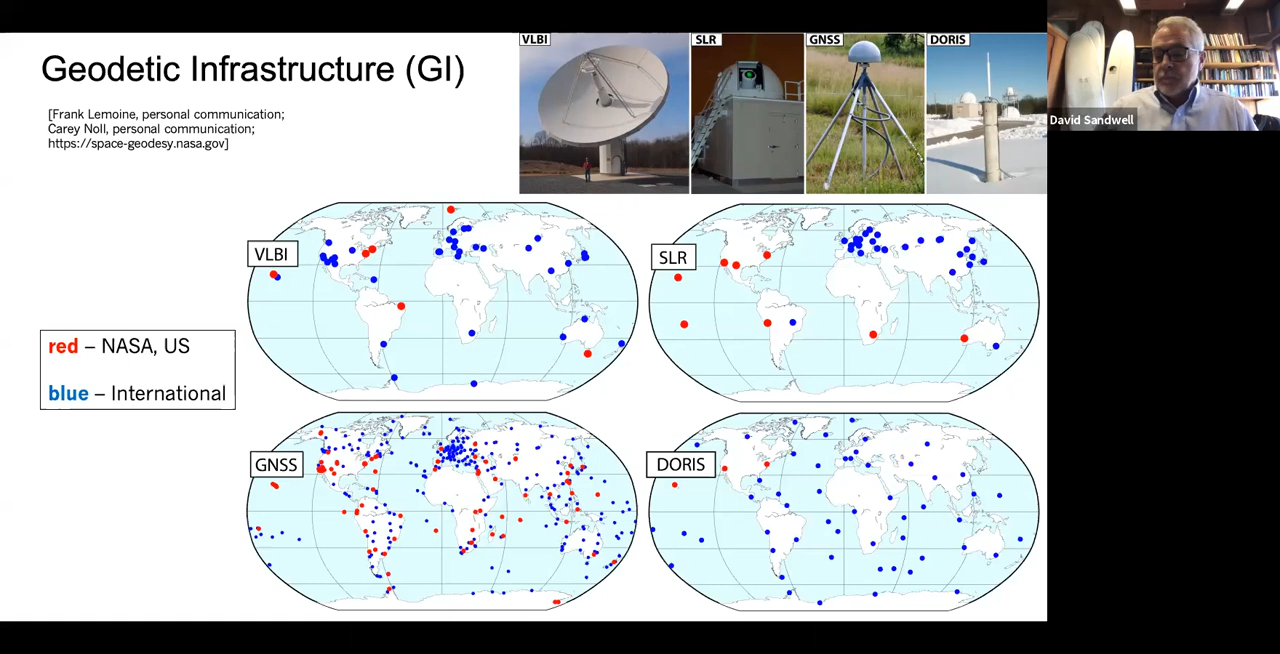 Geodetic Infrastructure (GI)
[Frank Lemoine, personal communication;
Carey Noll, personal communication;
https://space-geodesy.nasa.gov]
VLBI
SLR
GNSS
DORIS
David Sandwell
VLBI
SLR
red – NASA, US
blue – International
GNSS
DORIS